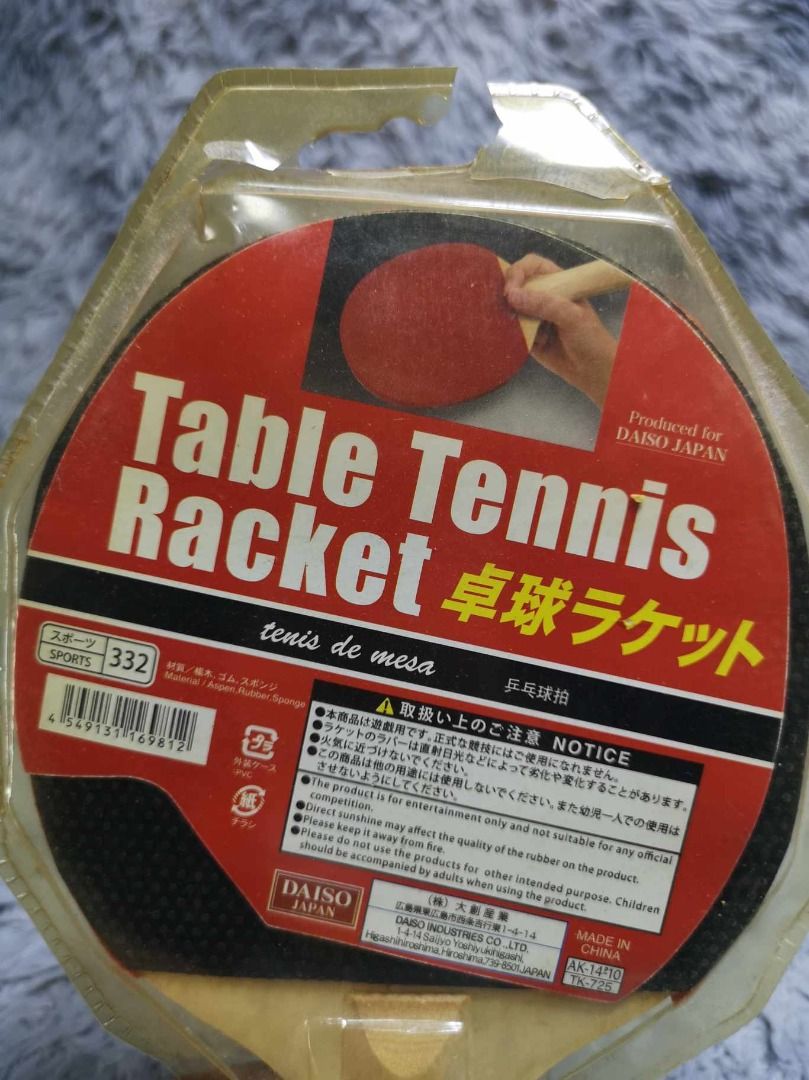 Produced for
DAISO JAPAN
Table Tennis
Racket 卓球ラケット
tenis de mesa
乒乓球拍
スポーツ
SPORTS 332
材質/楊木、ゴム、スポンジ
Material / Aspen,Rubber,Sponge
4 549131 169812
プラ
外装ケース
:PVC
紙
チラシ
取扱い上のご注意 NOTICE
●本商品は遊戯用です。正式な競技にはご使用になれません。
●ラケットのラバーは直射日光などによって劣化や変化することがあります。
●火気に近づけないでください。
●この商品は他の用途には使用しないでください。また幼児一人での使用は
させないようにしてください。
●The product is for entertainment only and not suitable for any official
competition.
●Direct sunshine may affect the quality of the rubber on the product.
●Please keep it away from fire.
●Please do not use the products for other intended purpose. Children
should be accompanied by adults when using the product.
DAISO
JAPAN
(株) 大創産業
広島県東広島市西条吉行東1-4-14
DAISO INDUSTRIES CO .,LTD.
1-4-14 Saijyo Yoshiyukihigashi,
Higashihiroshima,Hiroshima,739-8501JAPAN
MADE IN
CHINA
TK-725